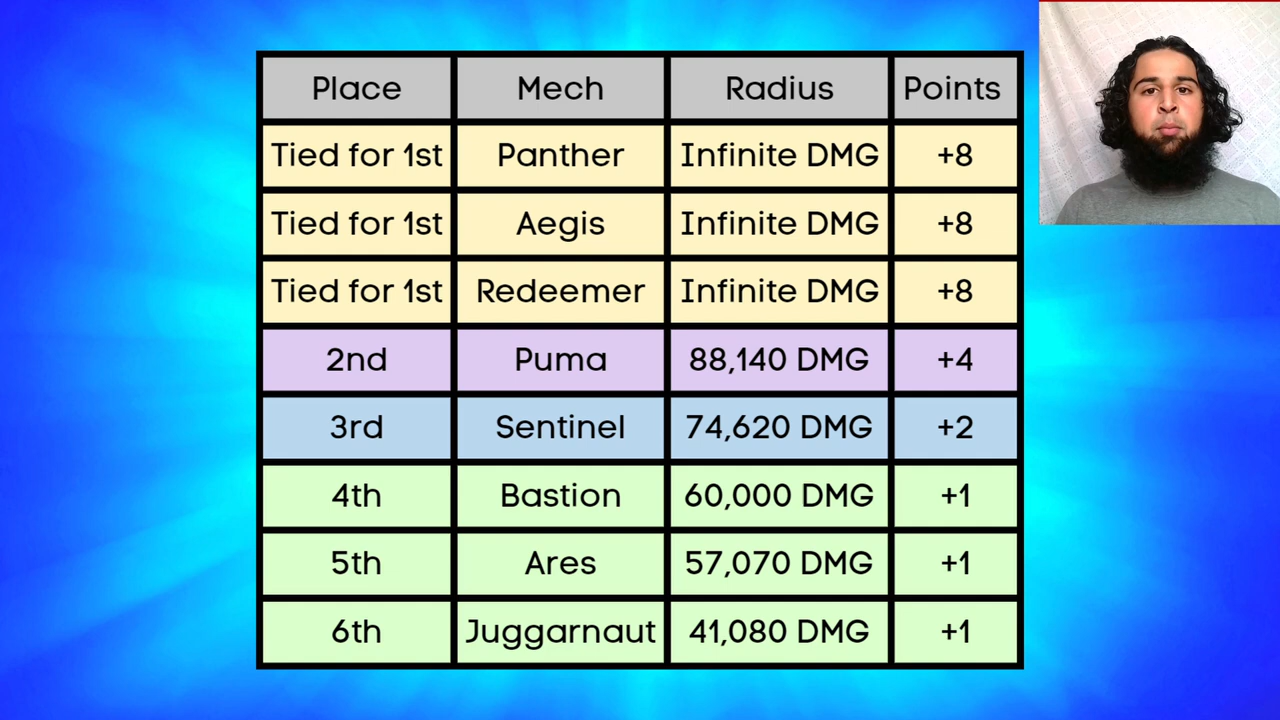 Place Mech Radius Points
Tied for 1st Panther Infinite DMG +8
Tied for 1st Aegis Infinite DMG +8
Tied for 1st Redeemer Infinite DMG +8
2nd Puma 88,140 DMG +4
3rd Sentinel 74,620 DMG +2
4th Bastion 60,000 DMG +1
5th Ares 57,070 DMG +1
6th Juggarnaut 41,080 DMG +1